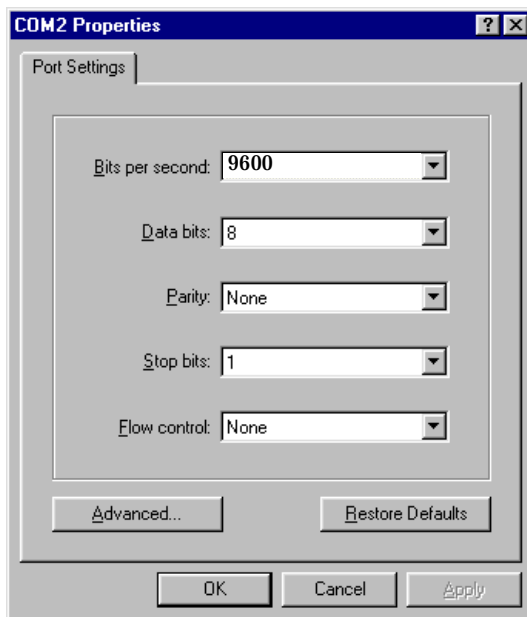 COM2 Properties
Port Settings
Bits per second: 9600
Data bits: 8
Parity: None
Stop bits: 1
Flow control: None
Advanced... Restore Defaults
OK Cancel Apply